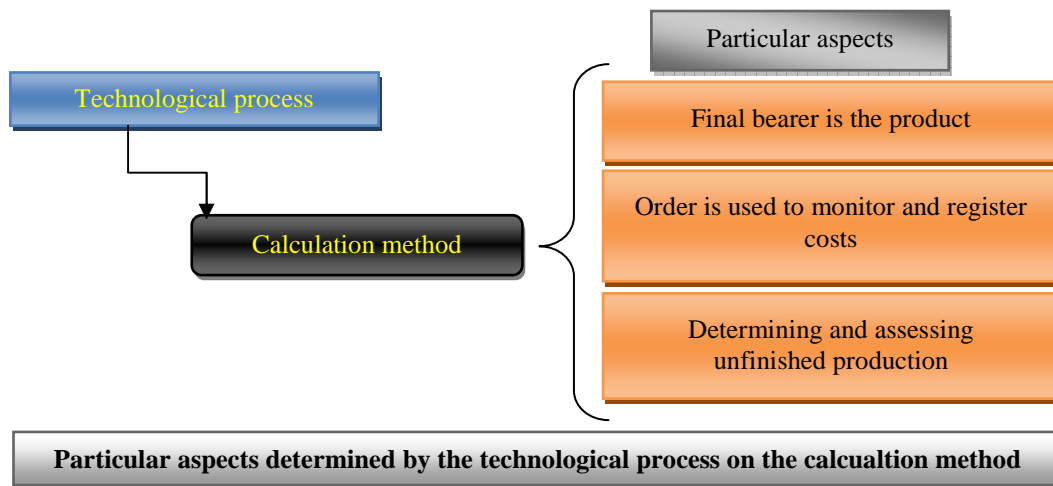 Particular aspects
Technological process
Final bearer is the product
Order is used to monitor and register
costs
Calculation method
Determining and assessing
unfinished production
Particular aspects determined by the technological process on the calcualtion method